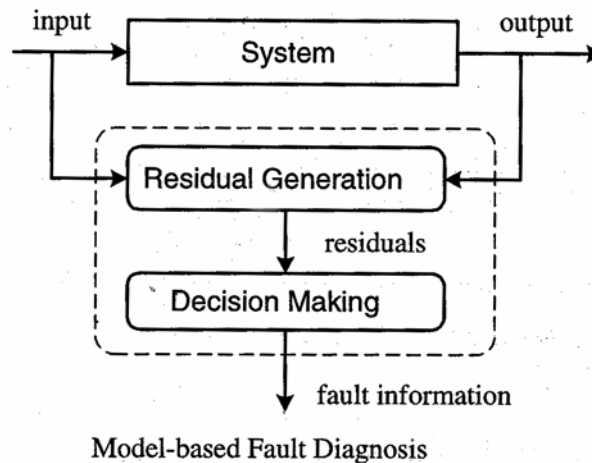 input
output
System
Residual Generation
residuals
Decision Making
fault information
Model-based Fault Diagnosis